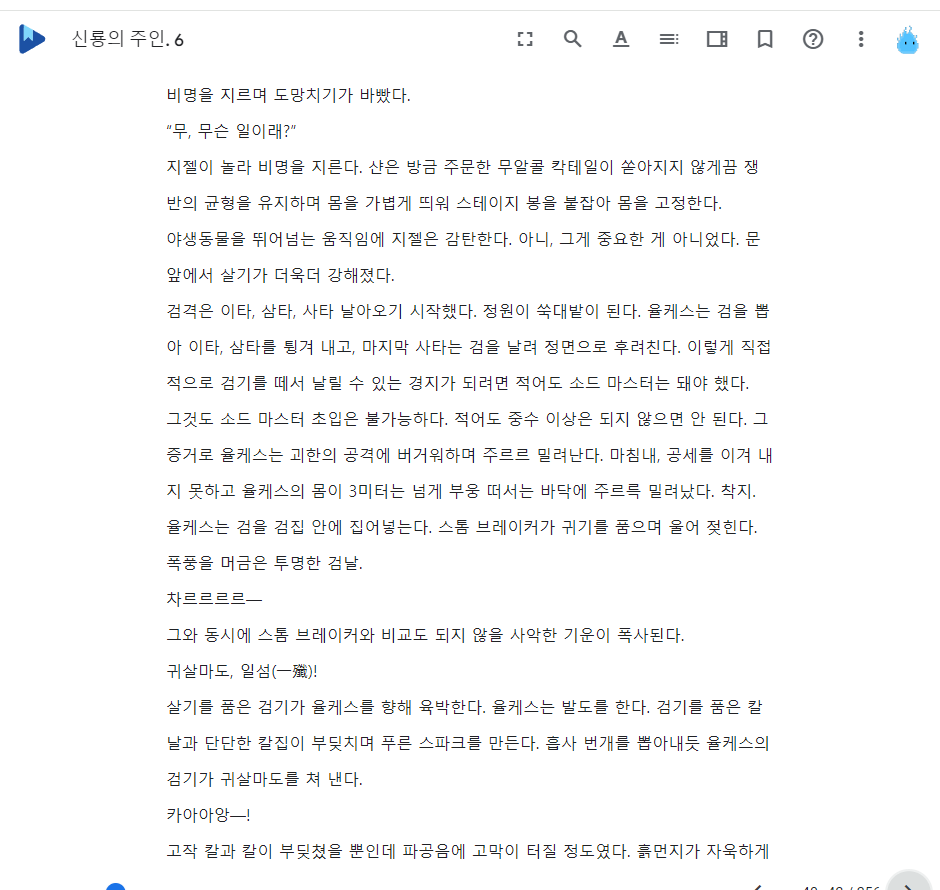 신룡의 주인. 6
비명을 지르며 도망치기가 바빴다.
“무, 무슨 일이래?”
지젤이 놀라 비명을 지른다. 샨은 방금 주문한 무알콜 칵테일이 쏟아지지 않게끔 쟁
반의 균형을 유지하며 몸을 가볍게 띄워 스테이지 봉을 붙잡아 몸을 고정한다.
야생동물을 뛰어넘는 움직임에 지젤은 감탄한다. 아니, 그게 중요한 게 아니었다. 문
앞에서 살기가 더욱더 강해졌다.
검격은 이타, 삼타, 사타 날아오기 시작했다. 정원이 쑥대밭이 된다. 율케스는 검을 뽑
아 이타, 삼타를 튕겨 내고, 마지막 사타는 검을 날려 정면으로 후려친다. 이렇게 직접
적으로 검기를 떼서 날릴 수 있는 경지가 되려면 적어도 소드 마스터는 돼야 했다.
그것도 소드 마스터 초입은 불가능하다. 적어도 중수 이상은 되지 않으면 안 된다. 그
증거로 율케스는 괴한의 공격에 버거워하며 주르르 밀려난다. 마침내, 공세를 이겨 내
지 못하고 율케스의 몸이 3미터는 넘게 부웅 떠서는 바닥에 주르륵 밀려났다. 착지.
율케스는 검을 검집 안에 집어넣는다. 스톰 브레이커가 귀기를 품으며 울어 젖힌다.
폭풍을 머금은 투명한 검날.
차르르르르―
그와 동시에 스톰 브레이커와 비교도 되지 않을 사악한 기운이 폭사된다.
귀살마도, 일섬(一殲)!
살기를 품은 검기가 율케스를 향해 육박한다. 율케스는 발도를 한다. 검기를 품은 칼
날과 단단한 칼집이 부딪치며 푸른 스파크를 만든다. 흡사 번개를 뽑아내듯 율케스의
검기가 귀살마도를 쳐 낸다.
카아아앙―!
고작 칼과 칼이 부딪쳤을 뿐인데 파공음에 고막이 터질 정도였다. 흙먼지가 자욱하게